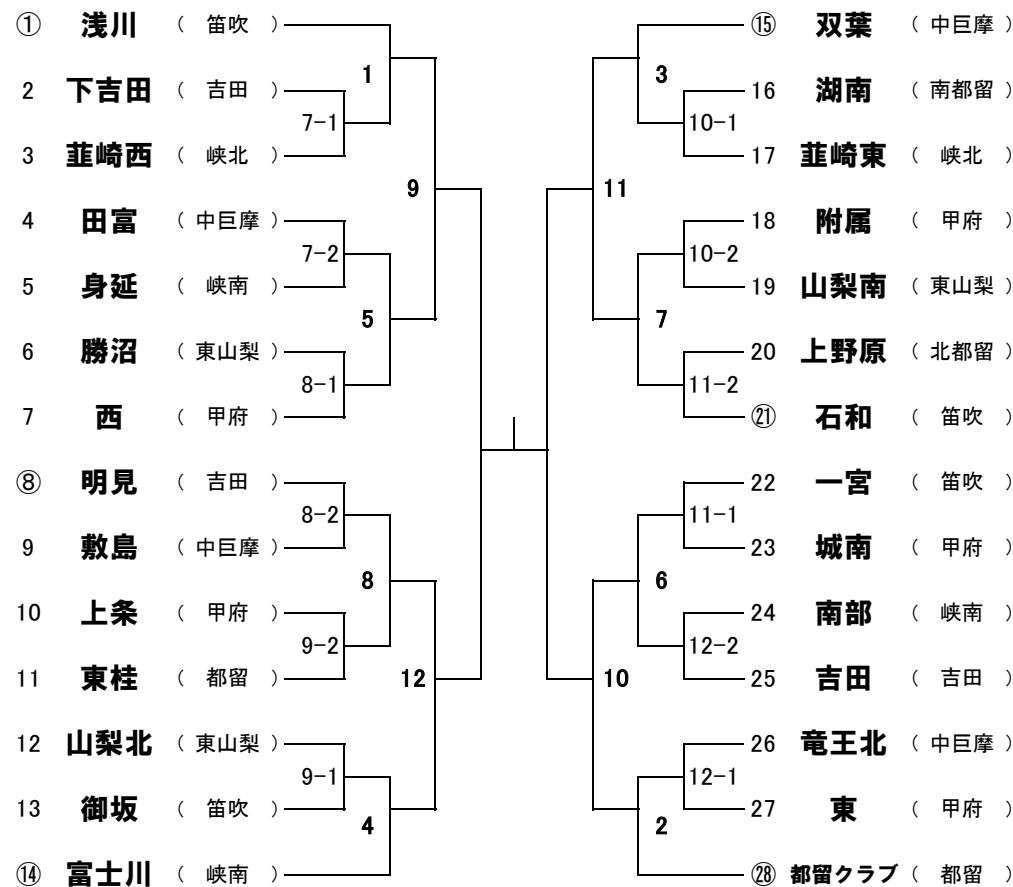 ① 浅川 （ 笛吹 ）
1
2 下吉田 （ 吉田 ）
7-1
3 韮崎西 （ 峡北 ）
9
4 田富 （ 中巨摩 ）
7-2
5 身延 （ 峡南 ）
5
6 勝沼 （ 東山梨 ）
8-1
7 西 （ 甲府 ）
⑧ 明見 （ 吉田 ）
8-2
9 敷島 （ 中巨摩 ）
8
10 上条 （ 甲府 ）
9-2
11 東桂 （ 都留 ）
12
12 山梨北 （ 東山梨 ）
9-1
13 御坂 （ 笛吹 ）
4
⑭ 富士川 （ 峡南 ）
⑮ 双葉 （ 中巨摩 ）
3
16 湖南 （ 南都留 ）
10-1
17 韮崎東 （ 峡北 ）
11
18 附属 （ 甲府 ）
10-2
19 山梨南 （ 東山梨 ）
7
20 上野原 （ 北都留 ）
11-2
㉑ 石和 （ 笛吹 ）
22 一宮 （ 笛吹 ）
11-1
23 城南 （ 甲府 ）
6
24 南部 （ 峡南 ）
12-2
25 吉田 （ 吉田 ）
10
26 竜王北 （ 中巨摩 ）
12-1
27 東 （ 甲府 ）
2
㉘ 都留クラブ （ 都留 ）